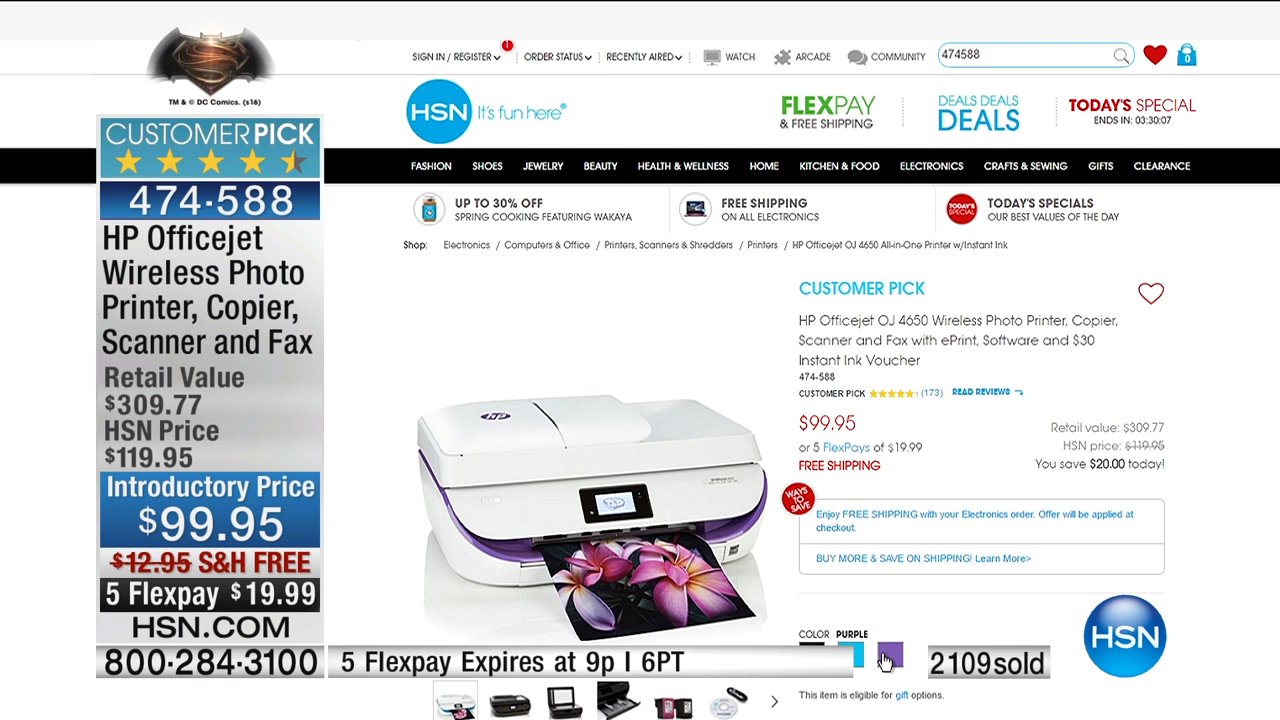 TM & © DC Comics. (s16)
CUSTOMER PICK
474-588
HP Officejet
Wireless Photo
Printer, Copier,
Scanner and Fax
Retail Value
$309.77
HSN Price
$119.95
Introductory Price
$99.95
$12.95 S&H FREE
5 Flexpay $19.99
HSN.COM
800-284-3100
5 Flexpay Expires at 9p | 6PT
2109 sold
HSN
SIGN IN / REGISTER
1
ORDER STATUS
RECENTLY AIRED
WATCH
ARCADE
COMMUNITY
474588
0
HSN It's fun here®
FLEXPAY
& FREE SHIPPING
DEALS DEALS
DEALS
TODAY'S SPECIAL
ENDS IN: 03:30:07
FASHION SHOES JEWELRY BEAUTY HEALTH & WELLNESS HOME KITCHEN & FOOD ELECTRONICS CRAFTS & SEWING GIFTS CLEARANCE
UP TO 30% OFF
SPRING COOKING FEATURING WAKAYA
FREE SHIPPING
ON ALL ELECTRONICS
TODAY'S SPECIAL
TODAY'S SPECIALS
OUR BEST VALUES OF THE DAY
Shop: Electronics / Computers & Office / Printers, Scanners & Shredders / Printers / HP Officejet OJ 4650 All-in-One Printer w/Instant Ink
CUSTOMER PICK
HP Officejet OJ 4650 Wireless Photo Printer, Copier,
Scanner and Fax with ePrint, Software and $30
Instant Ink Voucher
474-588
CUSTOMER PICK (173) READ REVIEWS
$99.95
or 5 FlexPays of $19.99
FREE SHIPPING
Retail value: $309.77
HSN price: $119.95
You save $20.00 today!
WAYS
TO
SAVE
Enjoy FREE SHIPPING with your Electronics order. Offer will be applied at
checkout.
BUY MORE & SAVE ON SHIPPING! Learn More>
COLOR PURPLE
This item is eligible for gift options.
hp